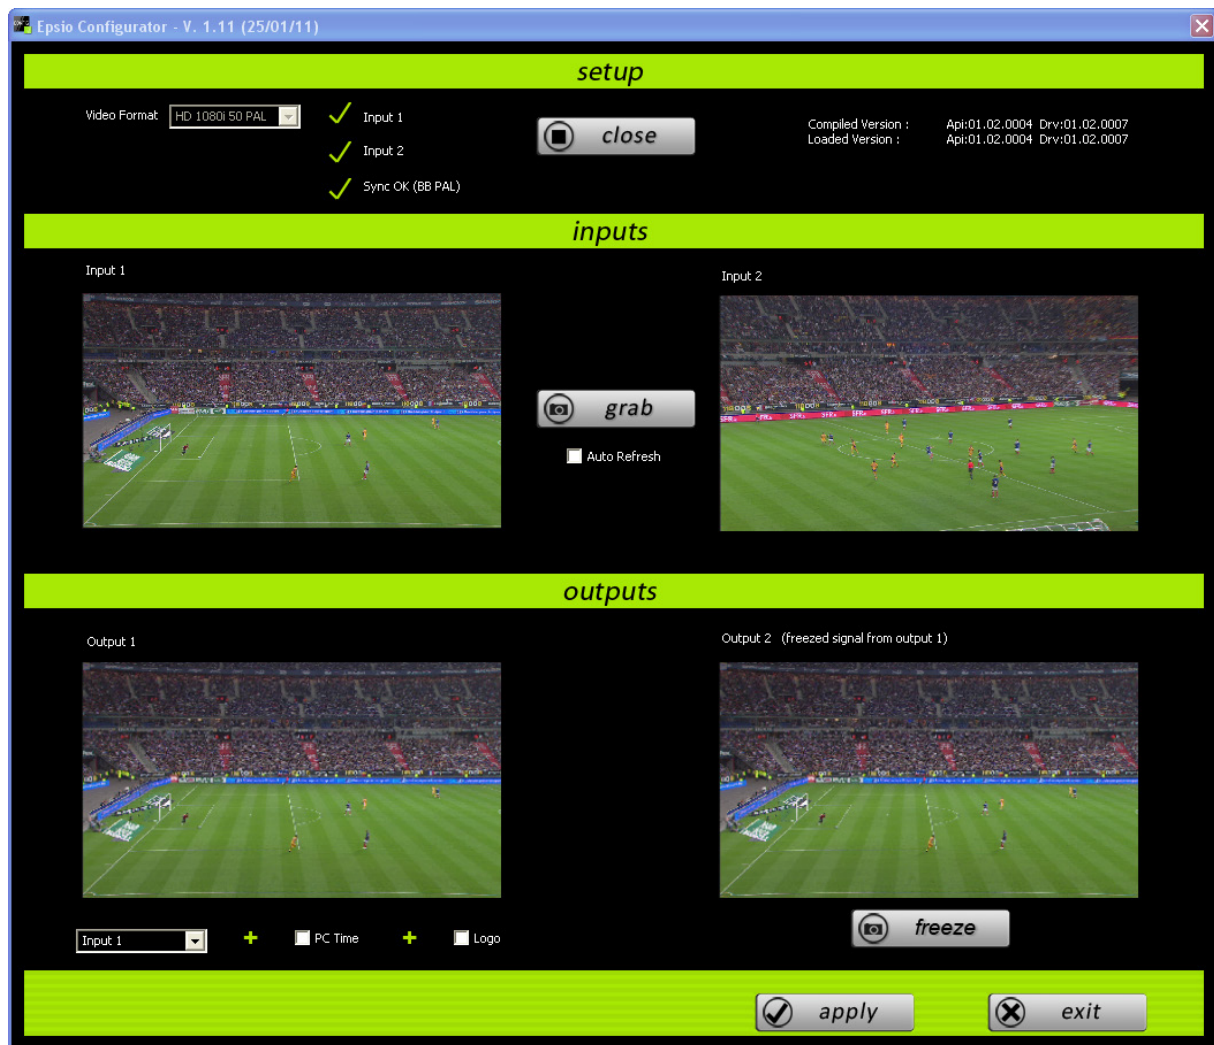 Epsio Configurator - V. 1.11 (25/01/11)
setup
Video Format HD 1080i 50 PAL
Input 1
Input 2
Sync OK (BB PAL)
close
Compiled Version : Api:01.02.0004 Drv:01.02.0007
Loaded Version : Api:01.02.0004 Drv:01.02.0007
inputs
Input 1
Input 2
grab
Auto Refresh
SFR
outputs
Output 1
Output 2 (freezed signal from output 1)
Input 1
+
PC Time
+
Logo
freeze
apply
exit